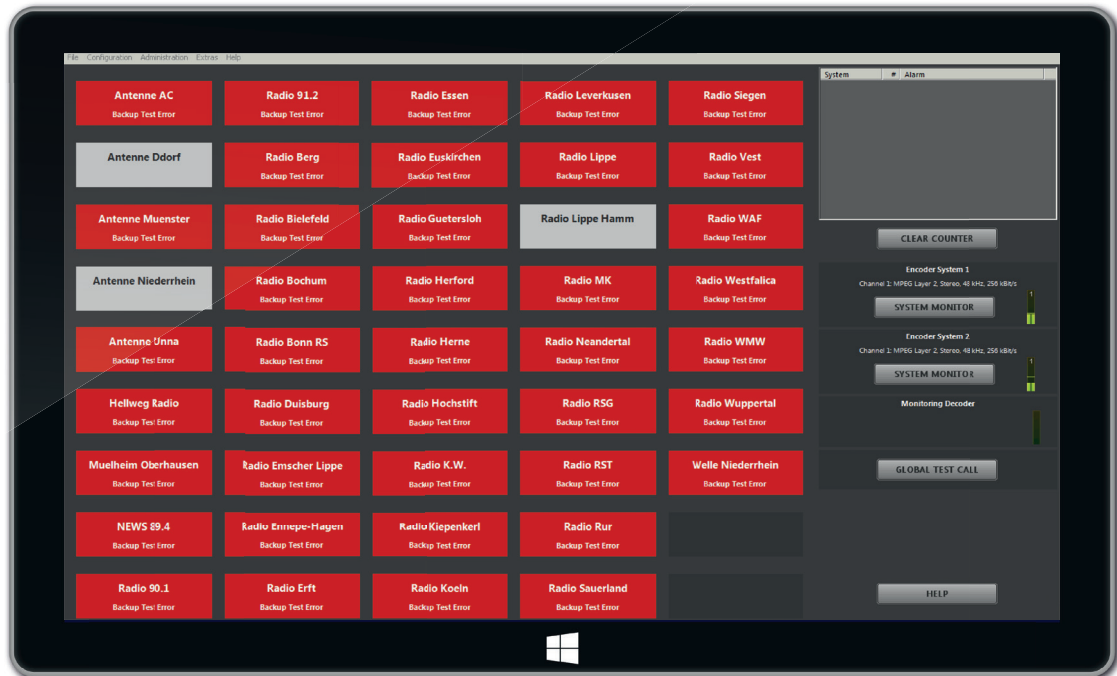 File Configuration Administration Extras Help
Antenne AC
Backup Test Error
Radio 91.2
Backup Test Error
Radio Essen
Backup Test Error
Radio Leverkusen
Backup Test Error
Radio Siegen
Backup Test Error
Antenne Ddorf
Radio Berg
Backup Test Error
Radio Euskirchen
Backup Test Error
Radio Lippe
Backup Test Error
Radio Vest
Backup Test Error
Antenne Muenster
Backup Test Error
Radio Bielefeld
Backup Test Error
Radio Guetersloh
Backup Test Error
Radio Lippe Hamm
Radio WAF
Backup Test Error
Antenne Niederrhein
Radio Bochum
Backup Test Error
Radio Herford
Backup Test Error
Radio MK
Backup Test Error
Radio Westfalica
Backup Test Error
Antenne Unna
Backup Test Error
Radio Bonn RS
Backup Test Error
Radio Herne
Backup Test Error
Radio Neandertal
Backup Test Error
Radio WMW
Backup Test Error
Hellweg Radio
Backup Test Error
Radio Duisburg
Backup Test Error
Radio Hochstift
Backup Test Error
Radio RSG
Backup Test Error
Radio Wuppertal
Backup Test Error
Muelheim Oberhausen
Backup Test Error
Radio Emscher Lippe
Backup Test Error
Radio K.W.
Backup Test Error
Radio RST
Backup Test Error
Welle Niederrhein
Backup Test Error
NEWS 89.4
Backup Test Error
Radio Ennepe-Hagen
Backup Test Error
Radio Kiepenkerl
Backup Test Error
Radio Rur
Backup Test Error
Radio 90.1
Backup Test Error
Radio Erft
Backup Test Error
Radio Koeln
Backup Test Error
Radio Sauerland
Backup Test Error
System # Alarm
CLEAR COUNTER
Encoder System 1
Channel 1: MPEG Layer 2, Stereo, 48 kHz, 256 kBit/s
SYSTEM MONITOR
1
Encoder System 2
Channel 1: MPEG Layer 2, Stereo, 48 kHz, 256 kBit/s
SYSTEM MONITOR
1
Monitoring Decoder
GLOBAL TEST CALL
HELP